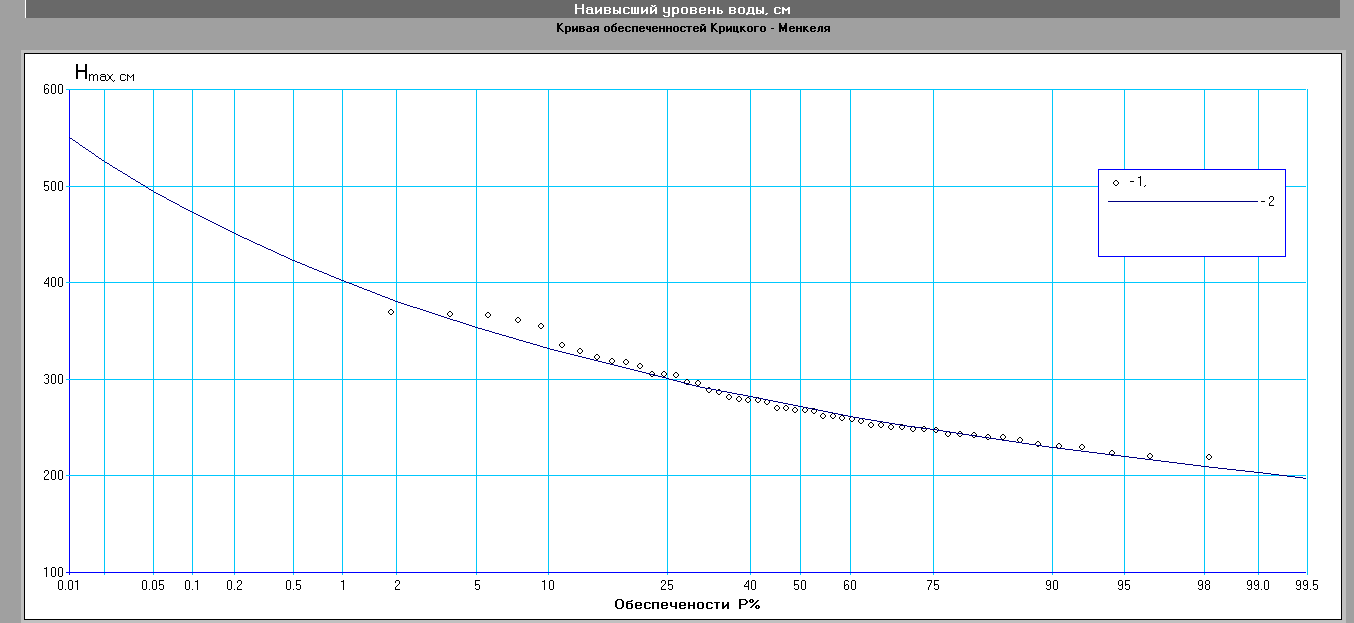 Наивысший уровень воды, см
Кривая обеспеченностей Крицкого - Менкеля
Hmax, см
600
500
400
300
200
100
-1,
-2
0.01 0.05 0.1 0.2 0.5 1 2 5 10 25 40 50 60 75 90 95 98 99.0 99.5
Обеспечености P%